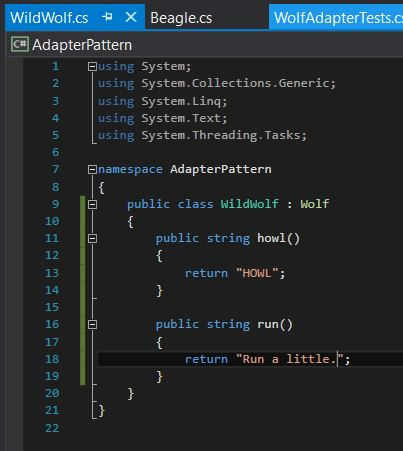 WildWolf.cs Beagle.cs WolfAdapterTests.cs
C# AdapterPattern
1 using System;
2 using System.Collections.Generic;
3 using System.Linq;
4 using System.Text;
5 using System.Threading.Tasks;
6
7 namespace AdapterPattern
8 {
9 public class WildWolf : Wolf
10 {
11 public string howl()
12 {
13 return "HOWL";
14 }
15
16 public string run()
17 {
18 return "Run a little.";
19 }
20 }
21 }
22